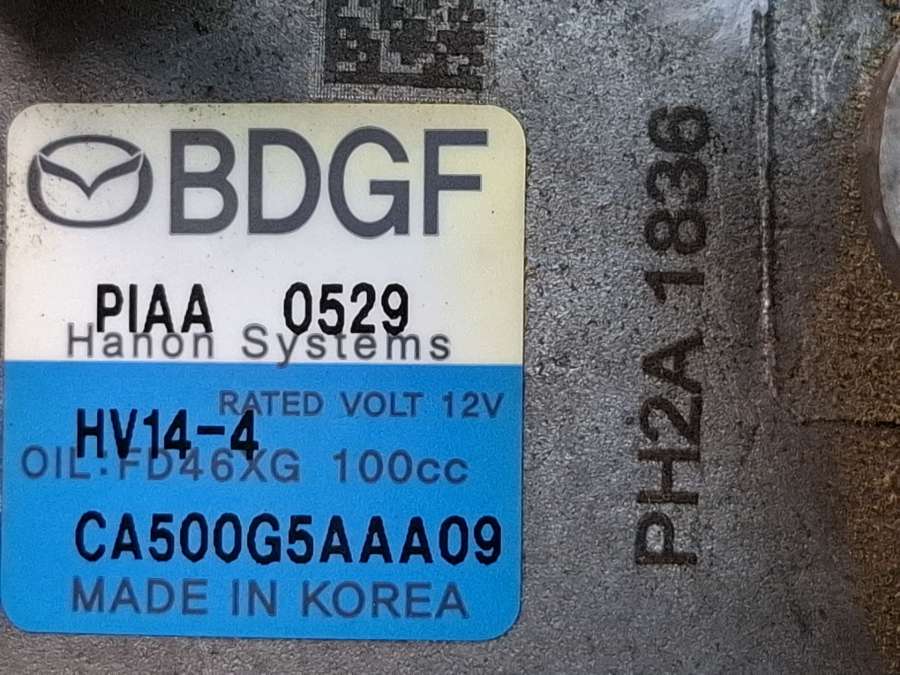 BDGF
PIAA 0529
Hanon Systems
RATED VOLT 12V
HV14-4
OIL:FD46XG 100cc
CA500G5AAA09
MADE IN KOREA
PH2A 1836